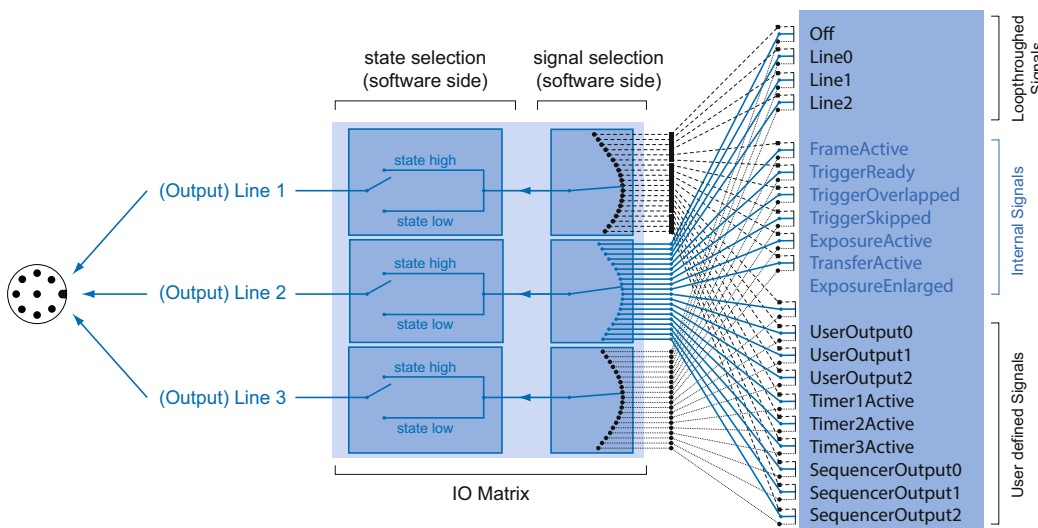 state selection
(software side)
signal selection
(software side)
(Output) Line 1
(Output) Line 2
(Output) Line 3
state high
state low
state high
state low
state high
state low
IO Matrix
Off
Line0
Line1
Line2
FrameActive
TriggerReady
TriggerOverlapped
TriggerSkipped
ExposureActive
TransferActive
ExposureEnlarged
UserOutput0
UserOutput1
UserOutput2
Timer1Active
Timer2Active
Timer3Active
SequencerOutput0
SequencerOutput1
SequencerOutput2
Loopthroughed
Signals
Internal Signals
User defined Signals